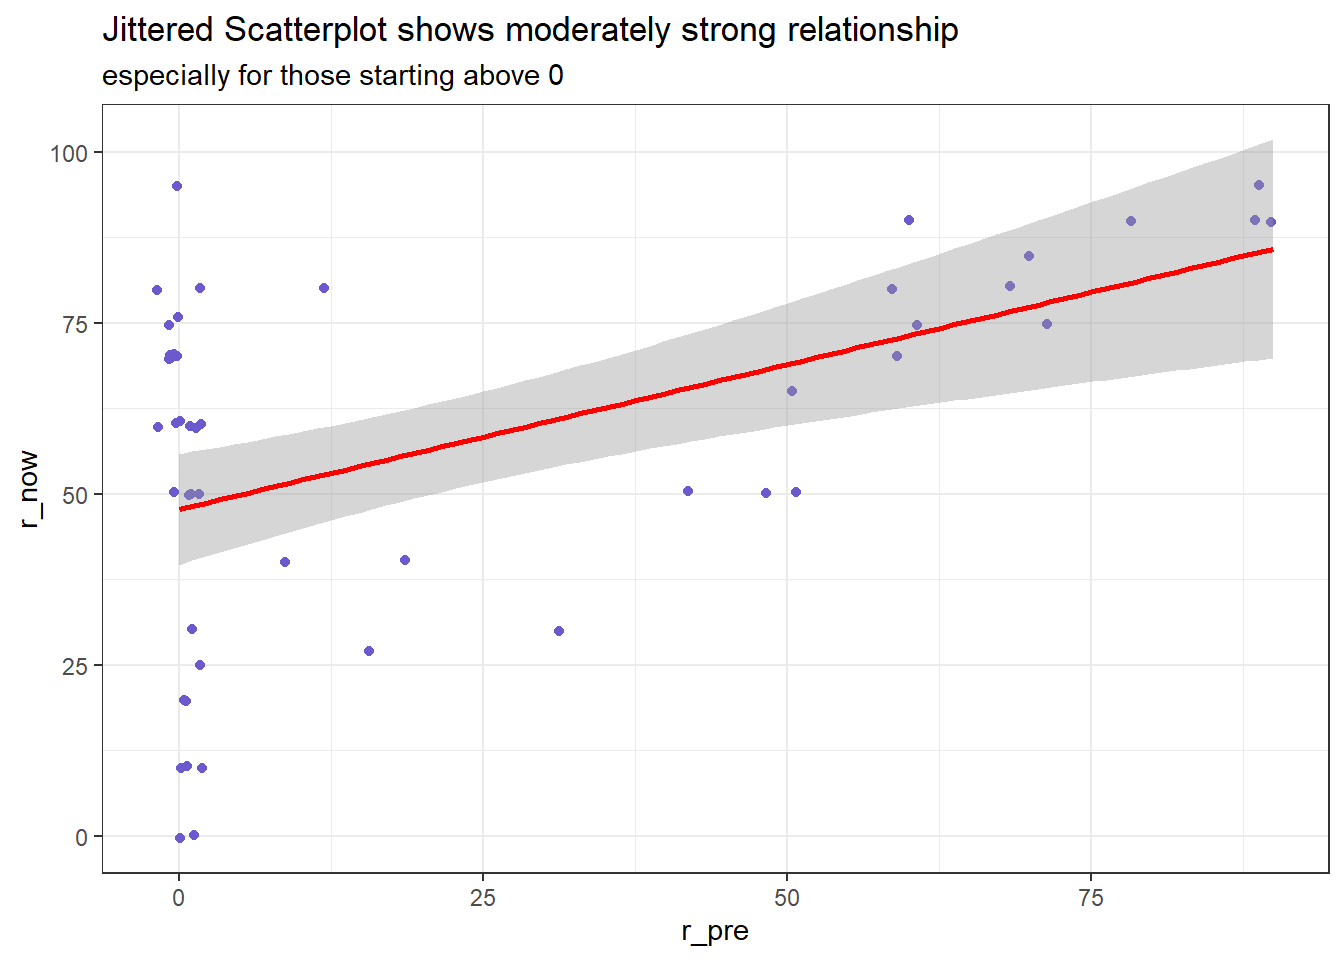 Jittered Scatterplot shows moderately strong relationship
especially for those starting above 0
100
75
50
25
0
r_now
0 25 50 75
r_pre